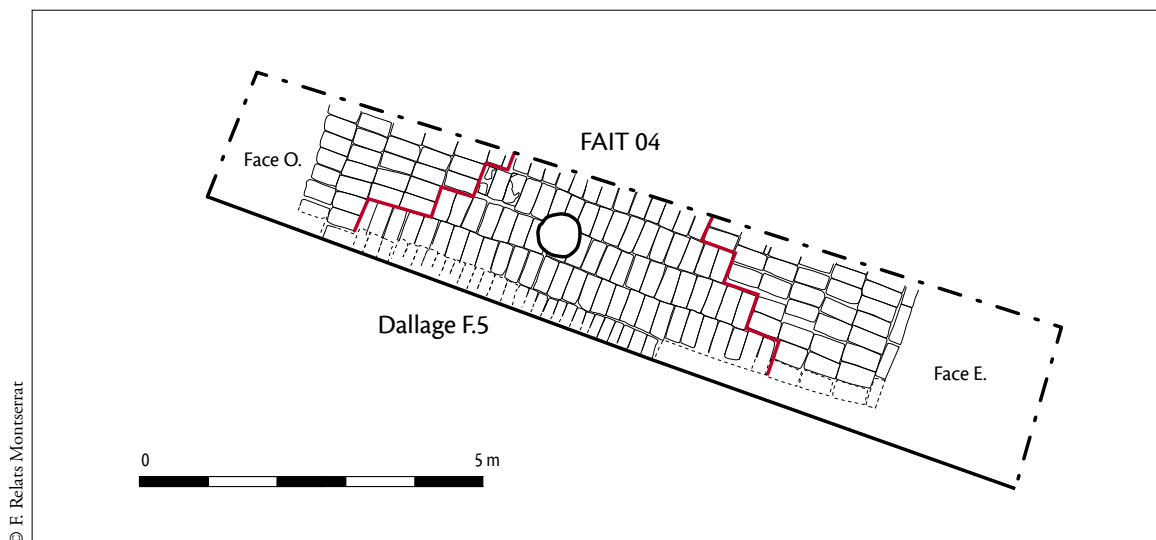 FAIT 04
Face O.
Dallage F.5
Face E.
0 5 m
© F. Relats Montserrat